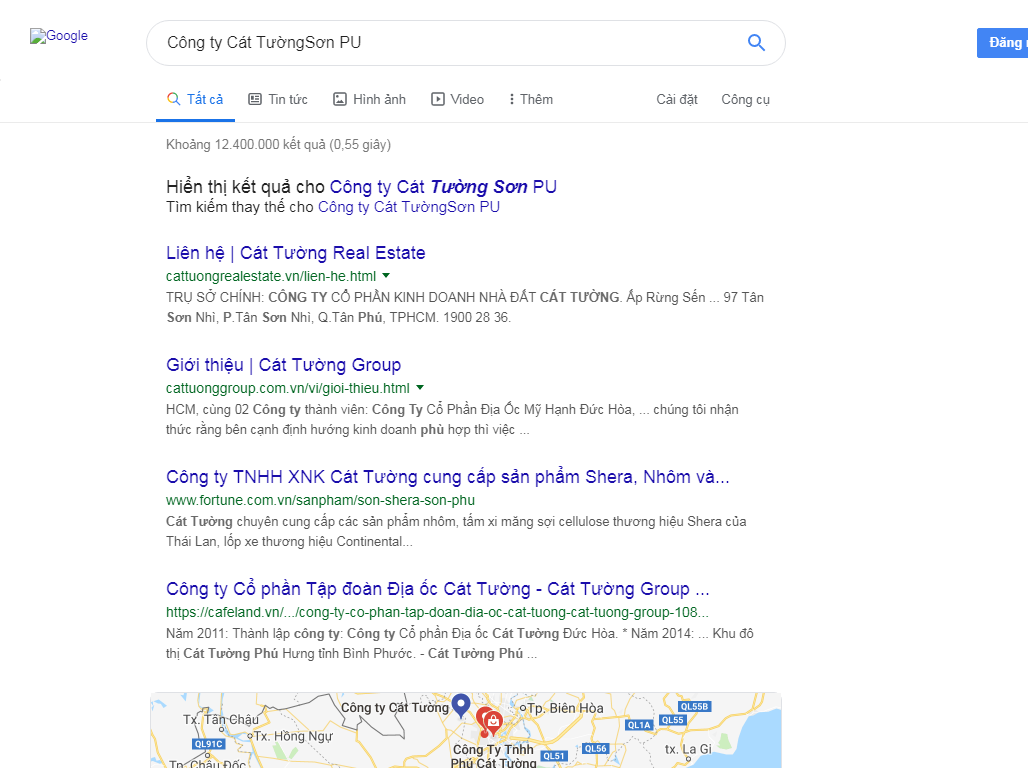 Google
Công ty Cát TườngSơn PU
Đăng
Tất cả Tin tức Hình ảnh Video Thêm Cài đặt Công cụ
Khoảng 12.400.000 kết quả (0,55 giây)
Hiển thị kết quả cho Công ty Cát Tường Sơn PU
Tìm kiếm thay thế cho Công ty Cát TườngSơn PU
Liên hệ | Cát Tường Real Estate
cattuongrealestate.vn/lien-he.html
TRỤ SỞ CHÍNH: CÔNG TY CỔ PHẦN KINH DOANH NHÀ ĐẤT CÁT TƯỜNG. Ấp Rừng Sến ... 97 Tân
Sơn Nhì, P.Tân Sơn Nhì, Q.Tân Phú, TPHCM. 1900 28 36.
Giới thiệu | Cát Tường Group
cattuonggroup.com.vn/vi/gioi-thieu.html
HCM, cùng 02 Công ty thành viên: Công Ty Cổ Phần Địa Ốc Mỹ Hạnh Đức Hòa, ... chúng tôi nhận
thức rằng bên cạnh định hướng kinh doanh phù hợp thì việc ...
Công ty TNHH XNK Cát Tường cung cấp sản phẩm Shera, Nhôm và...
www.fortune.com.vn/sanpham/son-shera-son-phu
Cát Tường chuyên cung cấp các sản phẩm nhôm, tấm xi măng sợi cellulose thương hiệu Shera của
Thái Lan, lốp xe thương hiệu Continental...
Công ty Cổ phần Tập đoàn Địa ốc Cát Tường - Cát Tường Group ...
https://cafeland.vn/.../cong-ty-co-phan-tap-doan-dia-oc-cat-tuong-cat-tuong-group-108...
Năm 2011: Thành lập công ty: Công ty Cổ phần Địa ốc Cát Tường Đức Hòa. * Năm 2014: ... Khu đô
thị Cát Tường Phú Hưng tỉnh Bình Phước. - Cát Tường Phú ...
Công ty Cát Tường
Tp. Biên Hòa
QL55B
Tx. Tân Châu
QL1A
QL55
Tx. Hồng Ngự
QL91C
Công Ty Tnhh
QL51
QL56
tx. La Gi
Phú Cát Tường
Tp. Châu Đốc